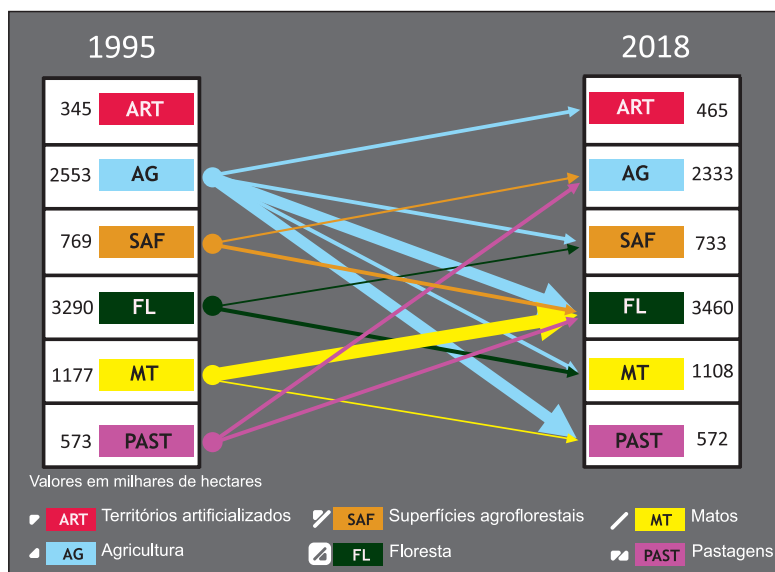 1995 2018
345 ART ART 465
2553 AG AG 2333
769 SAF SAF 733
3290 FL FL 3460
1177 MT MT 1108
573 PAST PAST 572
Valores em milhares de hectares
ART Territórios artificializados SAF Superfícies agroflorestais MT Matos
AG Agricultura FL Floresta PAST Pastagens